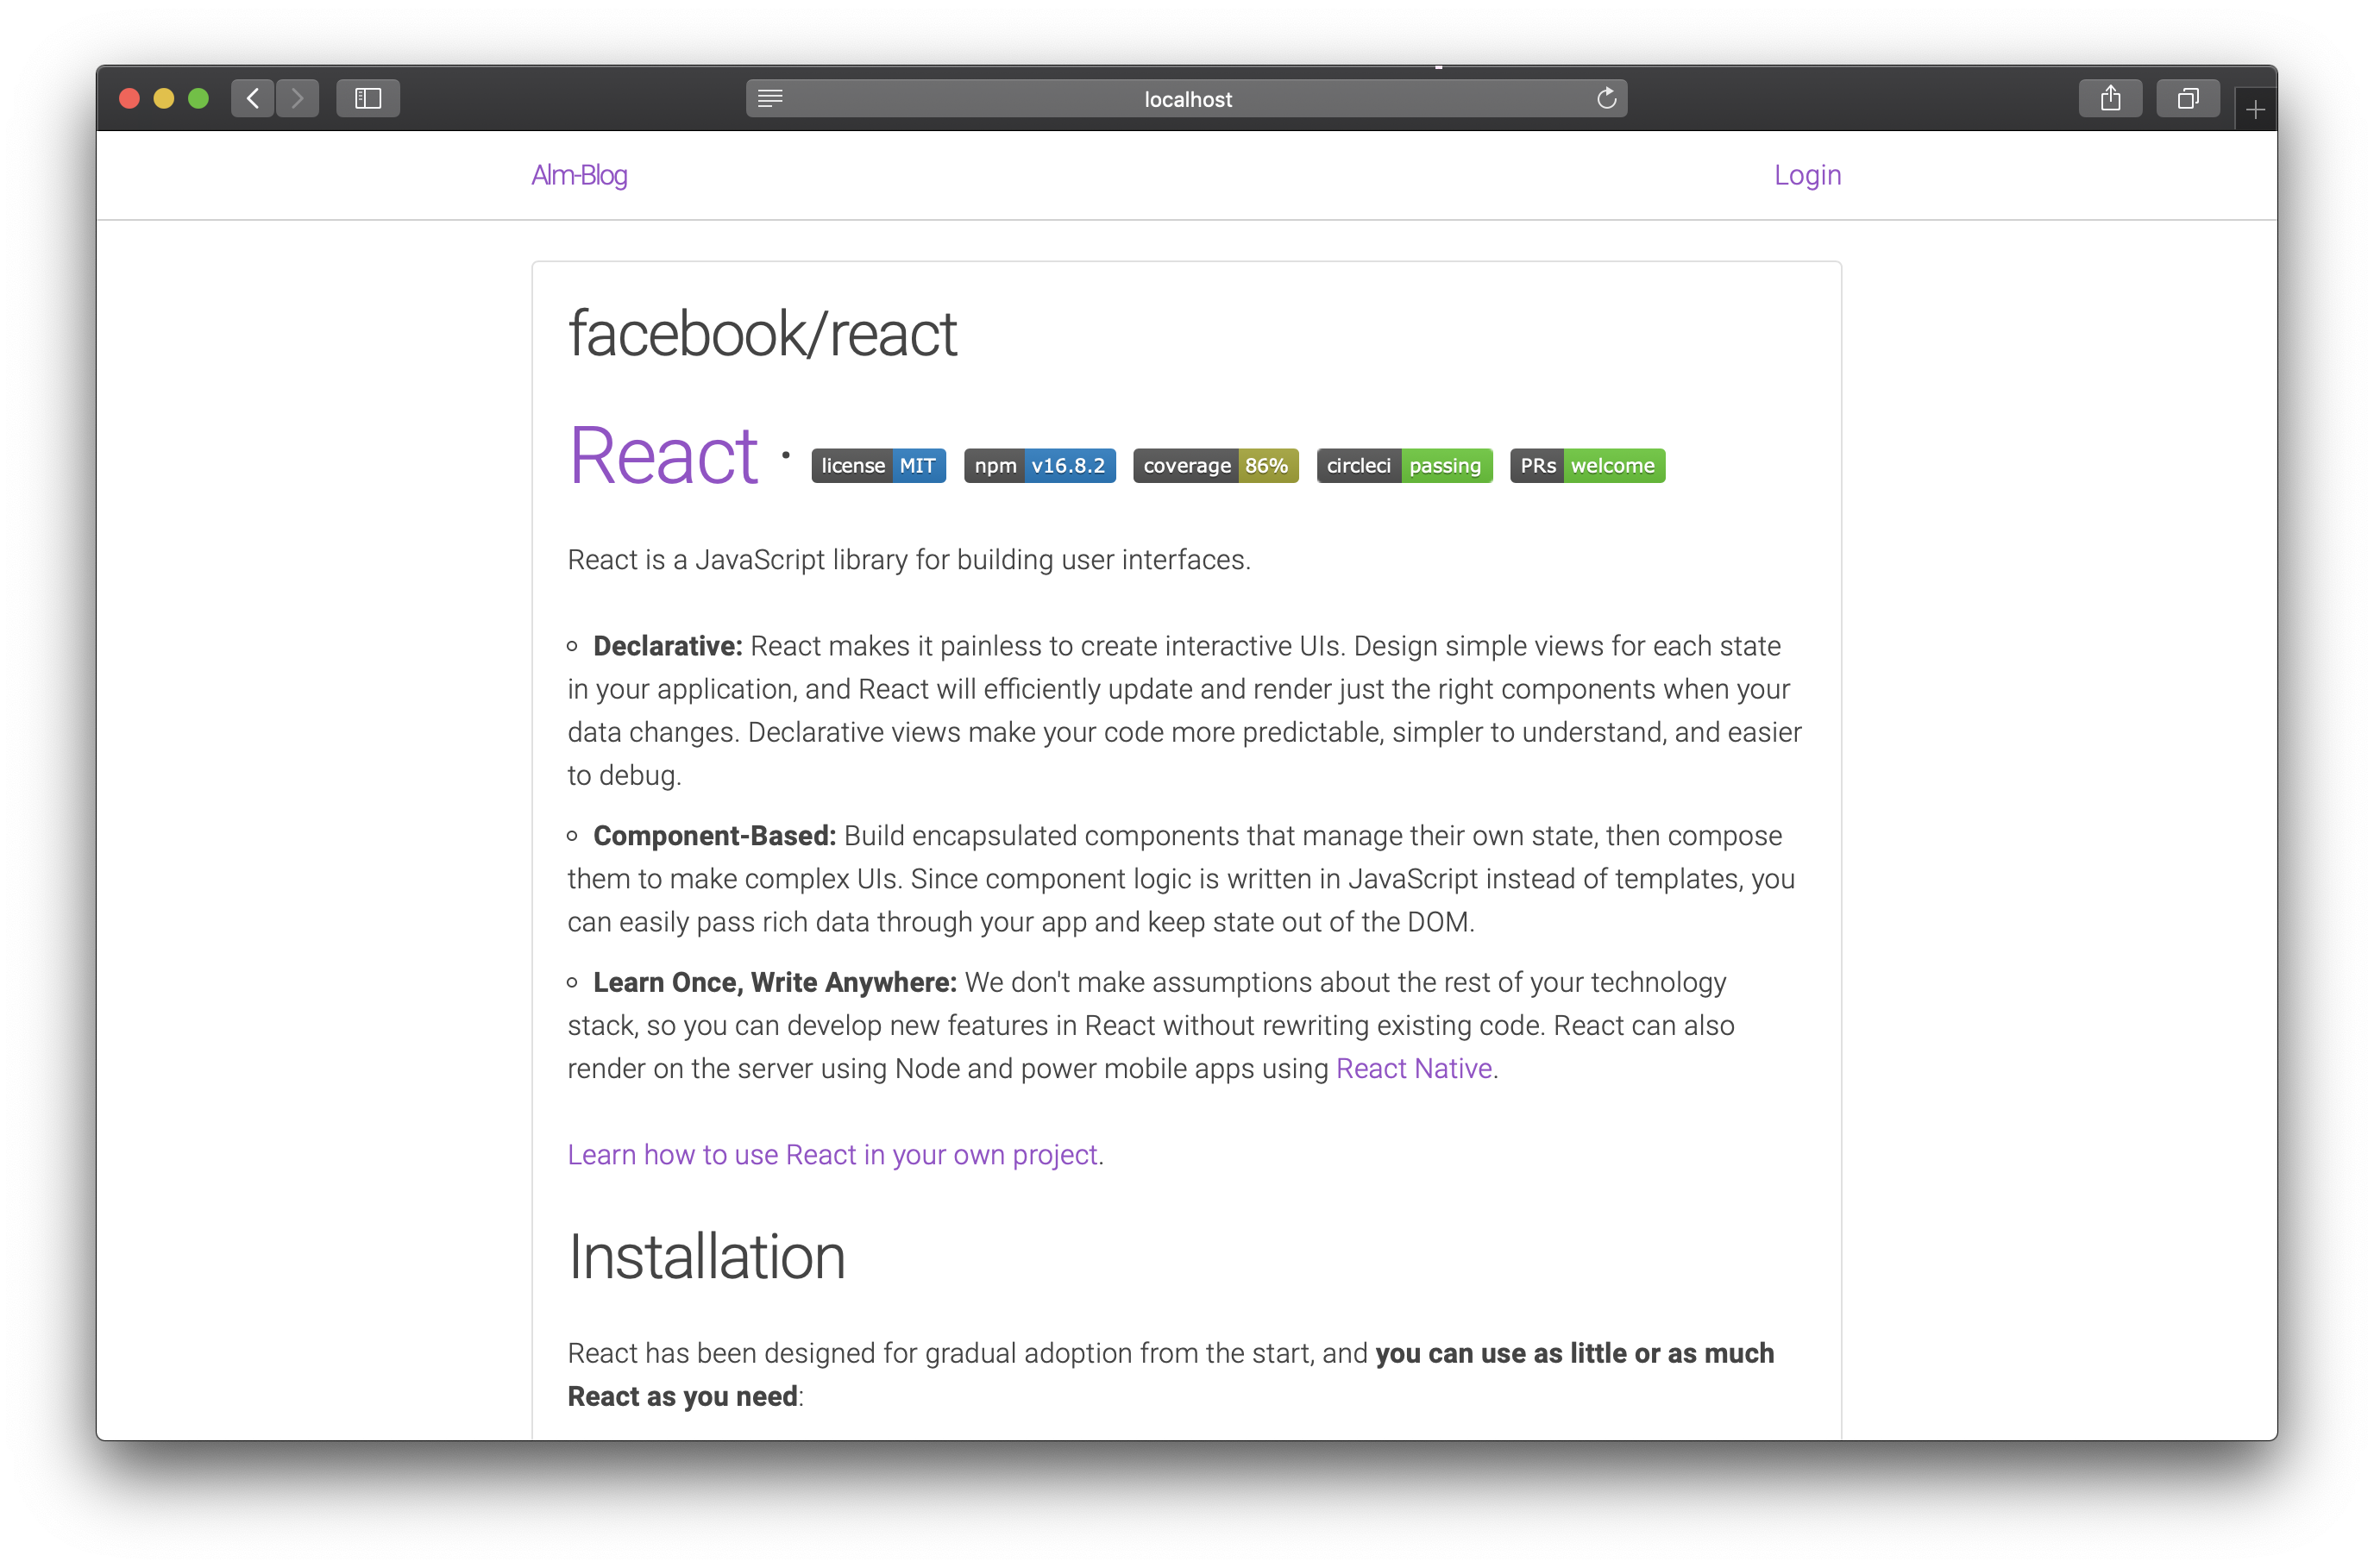 localhost
Alm-Blog Login
facebook/react
React · license MIT npm v16.8.2 coverage 86% circleci passing PRs welcome
React is a JavaScript library for building user interfaces.
Declarative: React makes it painless to create interactive UIs. Design simple views for each state
in your application, and React will efficiently update and render just the right components when your
data changes. Declarative views make your code more predictable, simpler to understand, and easier
to debug.
Component-Based: Build encapsulated components that manage their own state, then compose
them to make complex UIs. Since component logic is written in JavaScript instead of templates, you
can easily pass rich data through your app and keep state out of the DOM.
Learn Once, Write Anywhere: We don't make assumptions about the rest of your technology
stack, so you can develop new features in React without rewriting existing code. React can also
render on the server using Node and power mobile apps using React Native.
Learn how to use React in your own project.
Installation
React has been designed for gradual adoption from the start, and you can use as little or as much
React as you need: